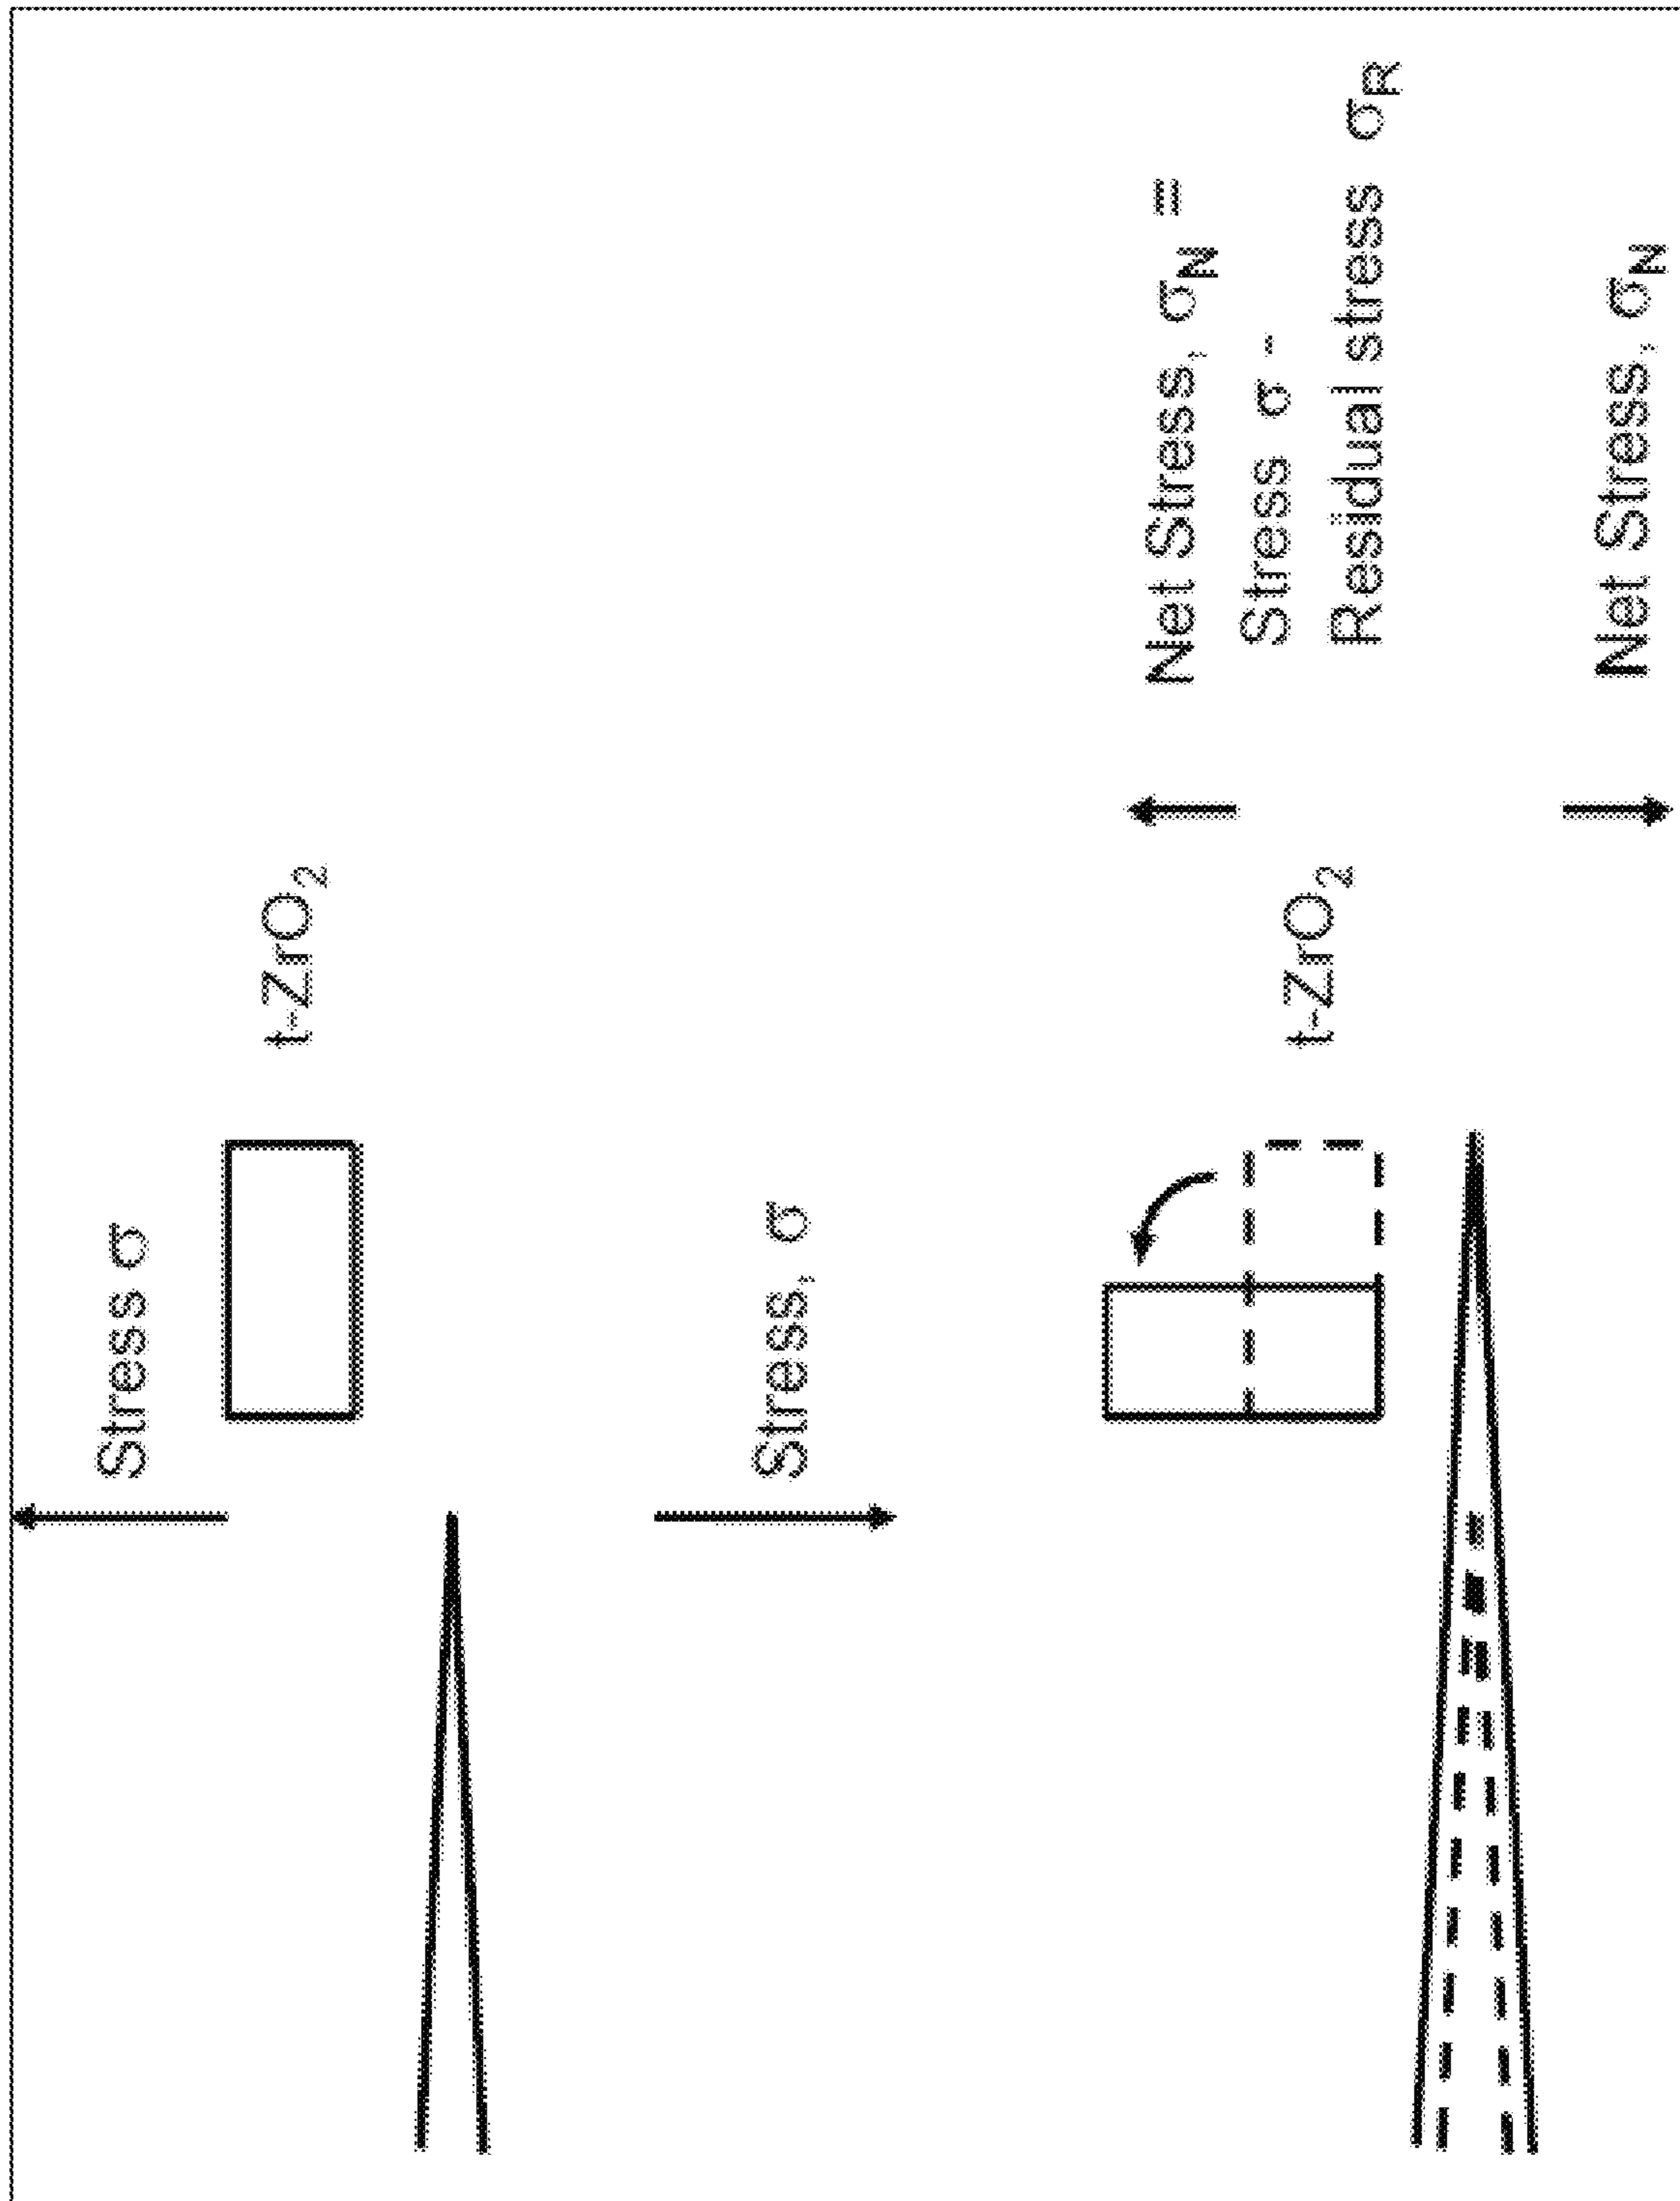 Stress σ
t-ZrO₂
Stress, σ
Net Stress, σN =
Stress σ -
Residual stress σR
t-ZrO₂
Net Stress, σN